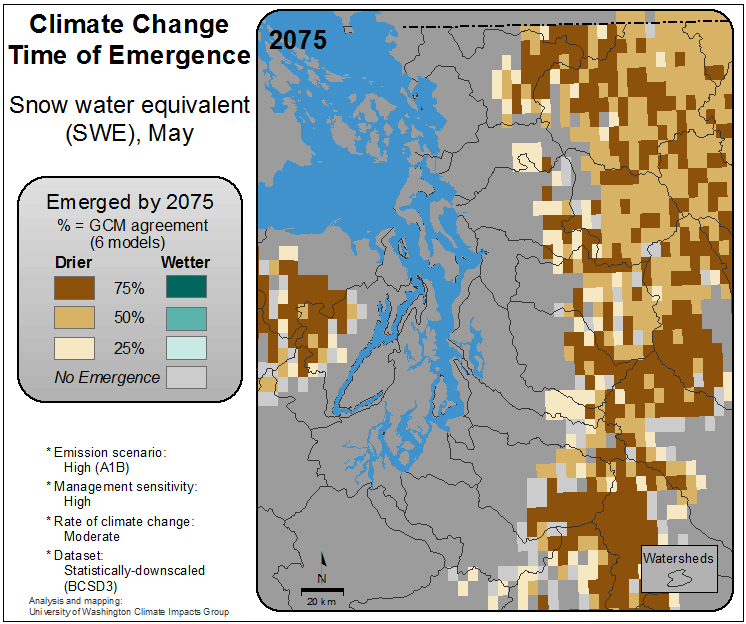 Climate Change
Time of Emergence
Snow water equivalent
(SWE), May
Emerged by 2075
% = GCM agreement
(6 models)
Drier Wetter
75%
50%
25%
No Emergence
* Emission scenario:
High (A1B)
* Management sensitivity:
High
* Rate of climate change:
Moderate
* Dataset:
Statistically-downscaled
(BCSD3)
Analysis and mapping:
University of Washington Climate Impacts Group
2075
N
20 km
Watersheds